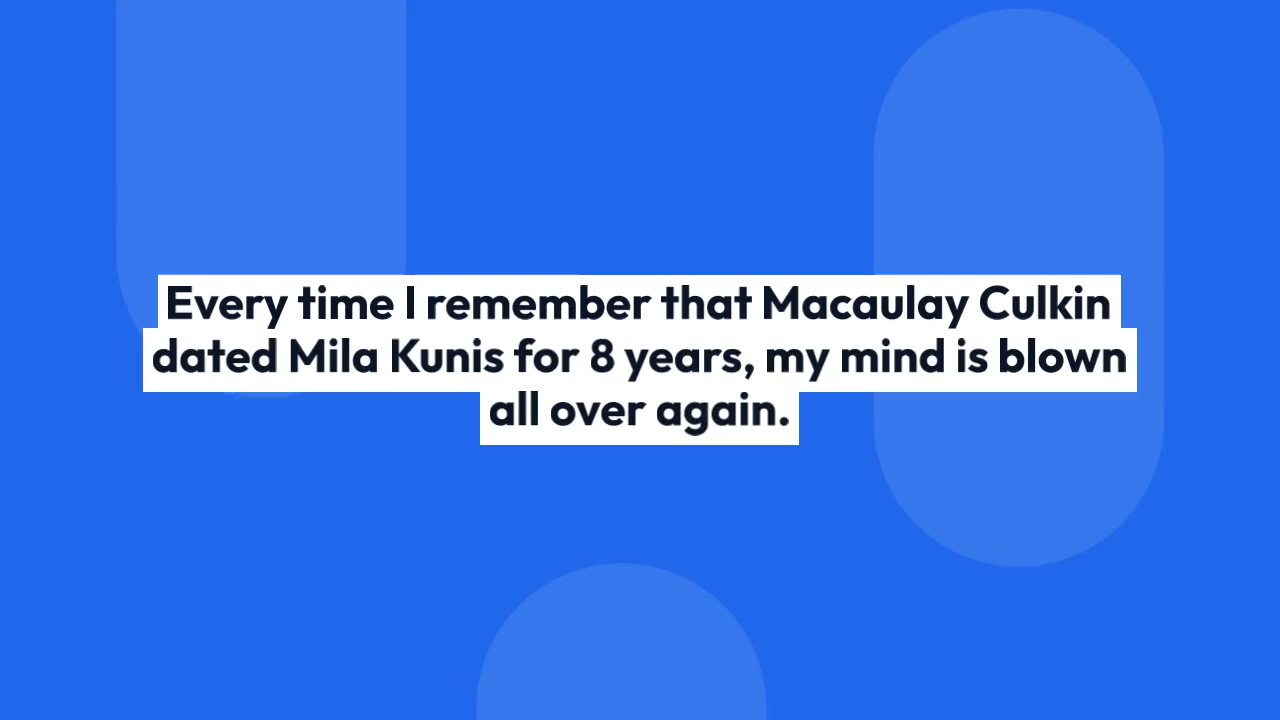 Every time I remember that Macaulay Culkin
dated Mila Kunis for 8 years, my mind is blown
all over again.